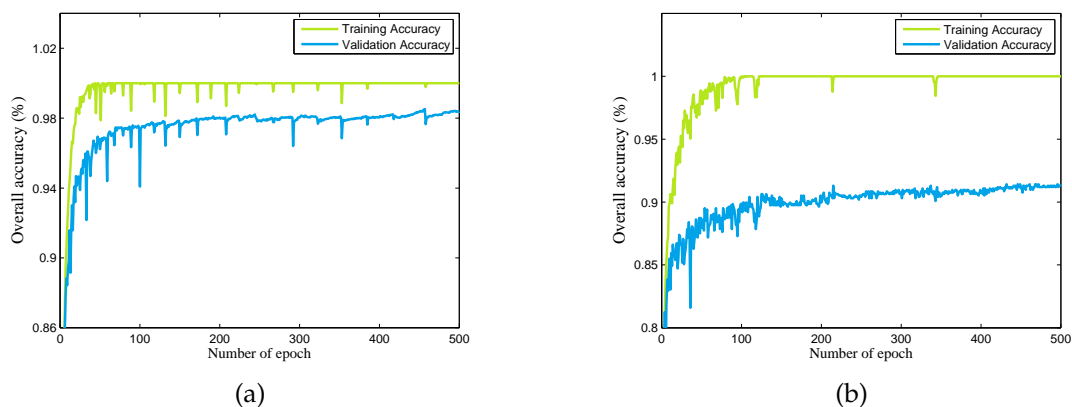 Training Accuracy
Validation Accuracy
1.02
0.98
0.94
0.9
0.86
0 100 200 300 400 500
Overall accuracy (%)
Number of epoch
(a)
Training Accuracy
Validation Accuracy
1
0.95
0.9
0.85
0.8
0 100 200 300 400 500
Overall accuracy (%)
Number of epoch
(b)